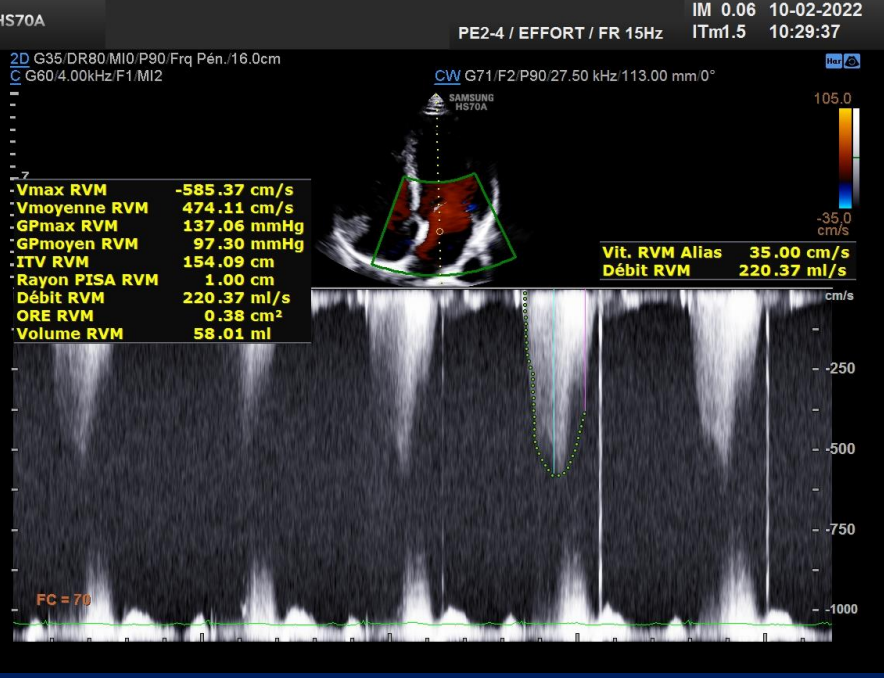 HS70A
PE2-4 / EFFORT / FR 15Hz
IM 0.06 10-02-2022
ITm1.5 10:29:37
2D G35/DR80/MI0/P90/Frq Pén./16.0cm
C G60/4.00kHz/F1/MI2
CW G71/F2/P90/27.50 kHz/113.00 mm/0°
Har
SAMSUNG
HS70A
105.0
-35.0
cm/s
7
Vmax RVM -585.37 cm/s
Vmoyenne RVM 474.11 cm/s
GPmax RVM 137.06 mmHg
GPmoyen RVM 97.30 mmHg
ITV RVM 154.09 cm
Rayon PISA RVM 1.00 cm
Débit RVM 220.37 ml/s
ORE RVM 0.38 cm²
Volume RVM 58.01 ml
Vit. RVM Alias 35.00 cm/s
Débit RVM 220.37 ml/s
cm/s
-250
-500
-750
-1000
FC = 70